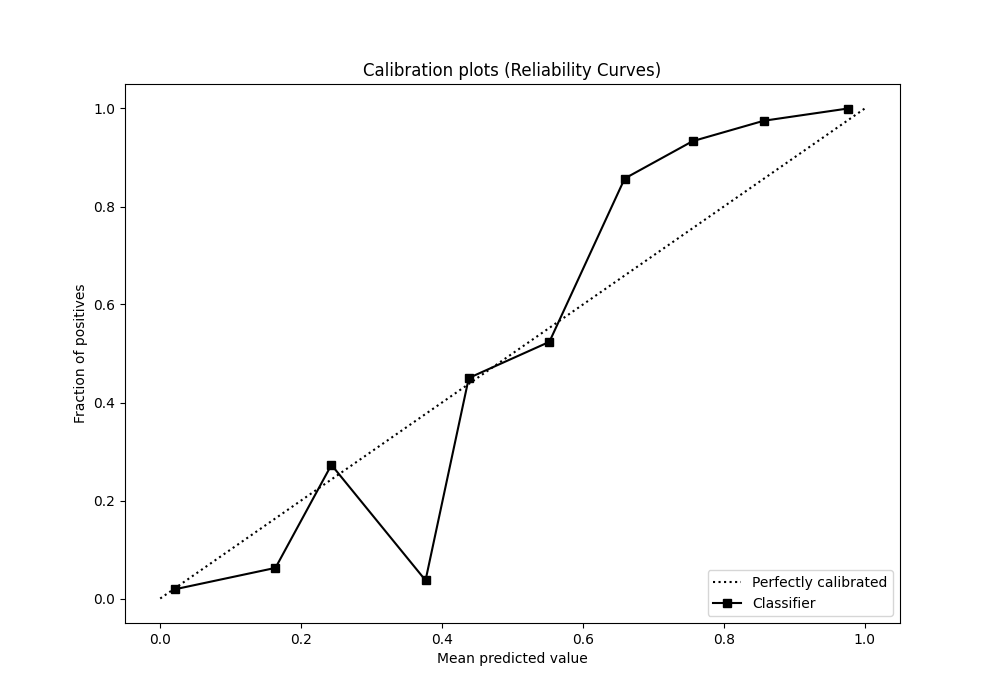 Calibration plots (Reliability Curves)
1.0
0.8
0.6
0.4
0.2
0.0
Fraction of positives
0.0 0.2 0.4 0.6 0.8 1.0
Mean predicted value
Perfectly calibrated
Classifier